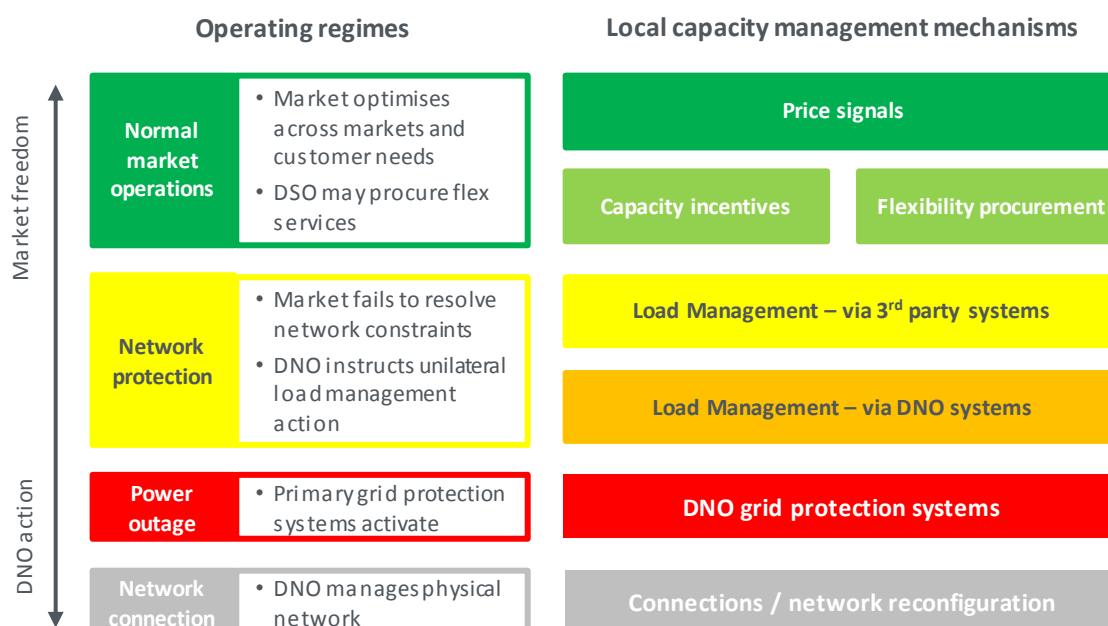 Operating regimes
Local capacity management mechanisms
Market freedom
DNO action
Normal
market
operations
• Market optimises
across markets and
customer needs
• DSO may procure flex
services
Price signals
Capacity incentives
Flexibility procurement
Network
protection
• Market fails to resolve
network constraints
• DNO instructs unilateral
load management
action
Load Management – via 3rd party systems
Load Management – via DNO systems
Power
outage
• Primary grid protection
systems activate
DNO grid protection systems
Network
connection
• DNO manages physical
network
Connections / network reconfiguration